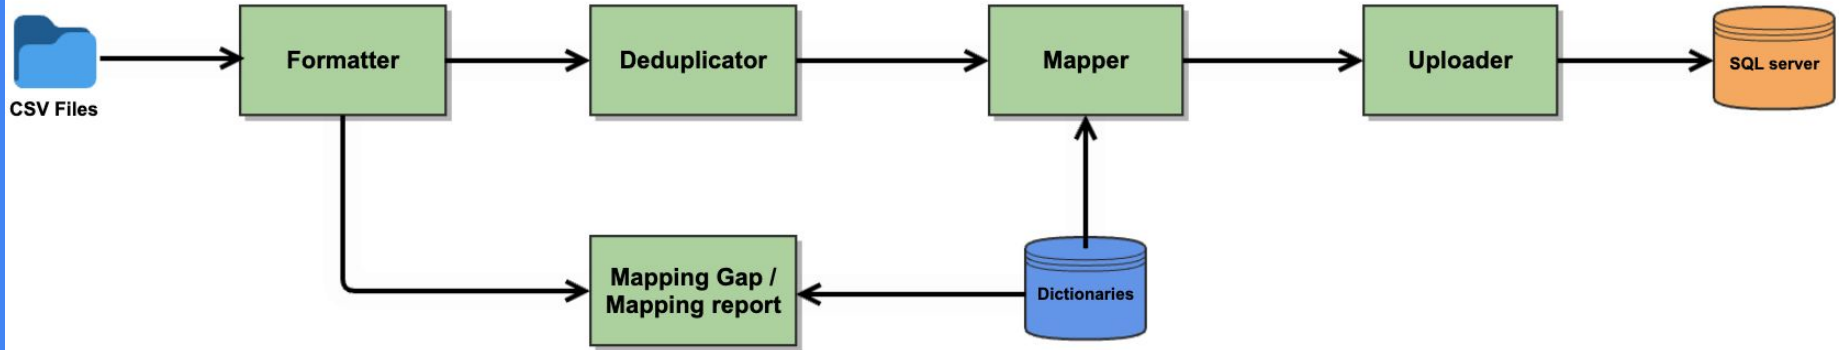 CSV Files
Formatter
Deduplicator
Mapper
Uploader
SQL server
Mapping Gap /
Mapping report
Dictionaries